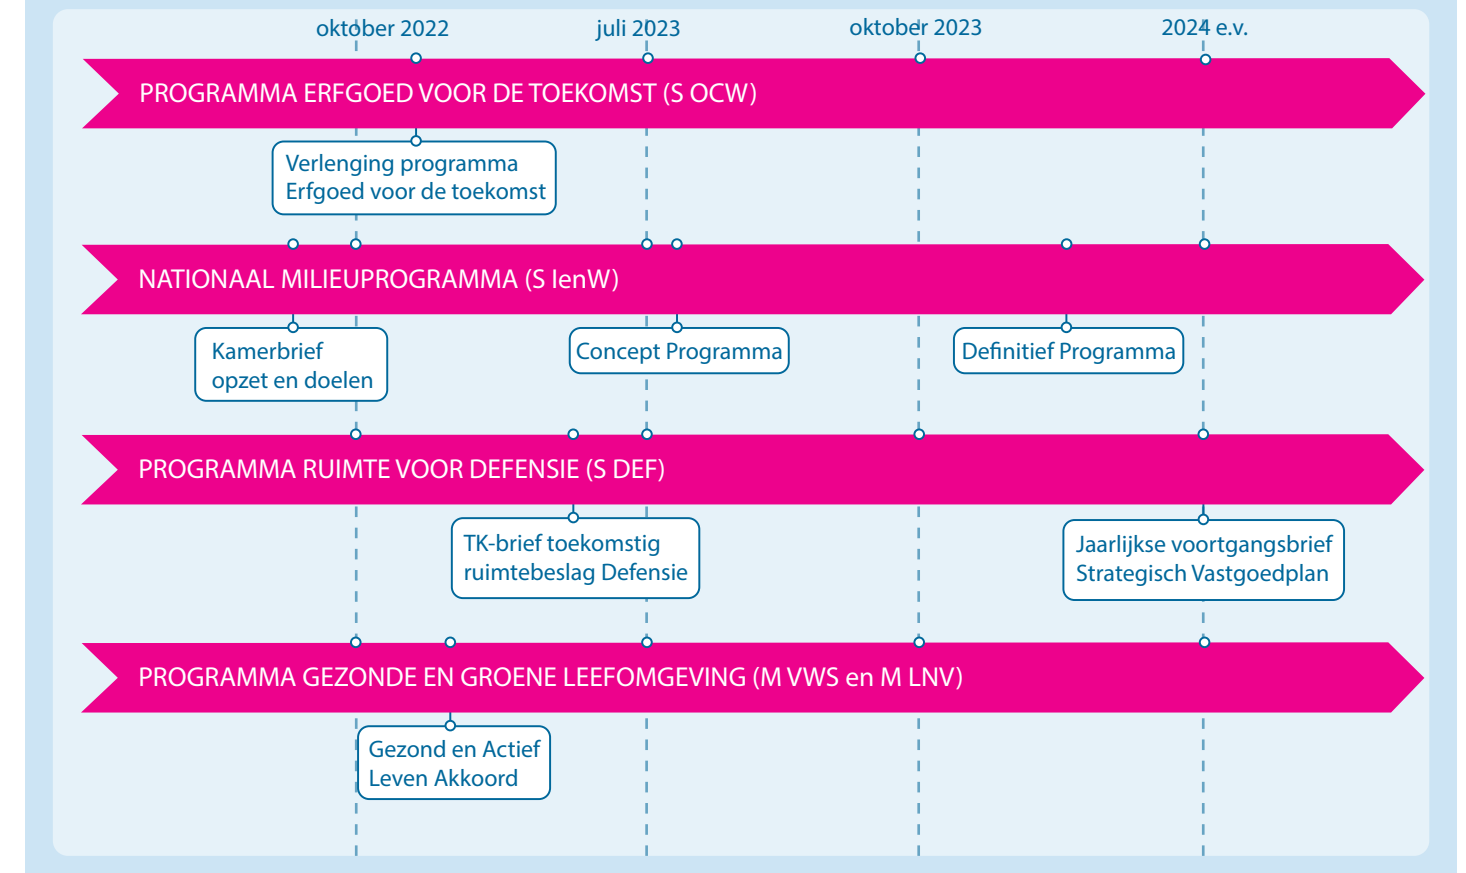 oktober 2022
juli 2023
oktober 2023
2024 e.v.
PROGRAMMA ERFGOED VOOR DE TOEKOMST (S OCW)
Verlenging programma
Erfgoed voor de toekomst
NATIONAAL MILIEUPROGRAMMA (S IenW)
Kamerbrief
opzet en doelen
Concept Programma
Definitief Programma
PROGRAMMA RUIMTE VOOR DEFENSIE (S DEF)
TK-brief toekomstig
ruimtebeslag Defensie
Jaarlijkse voortgangsbrief
Strategisch Vastgoedplan
PROGRAMMA GEZONDE EN GROENE LEEFOMGEVING (M VWS en M LNV)
Gezond en Actief
Leven Akkoord